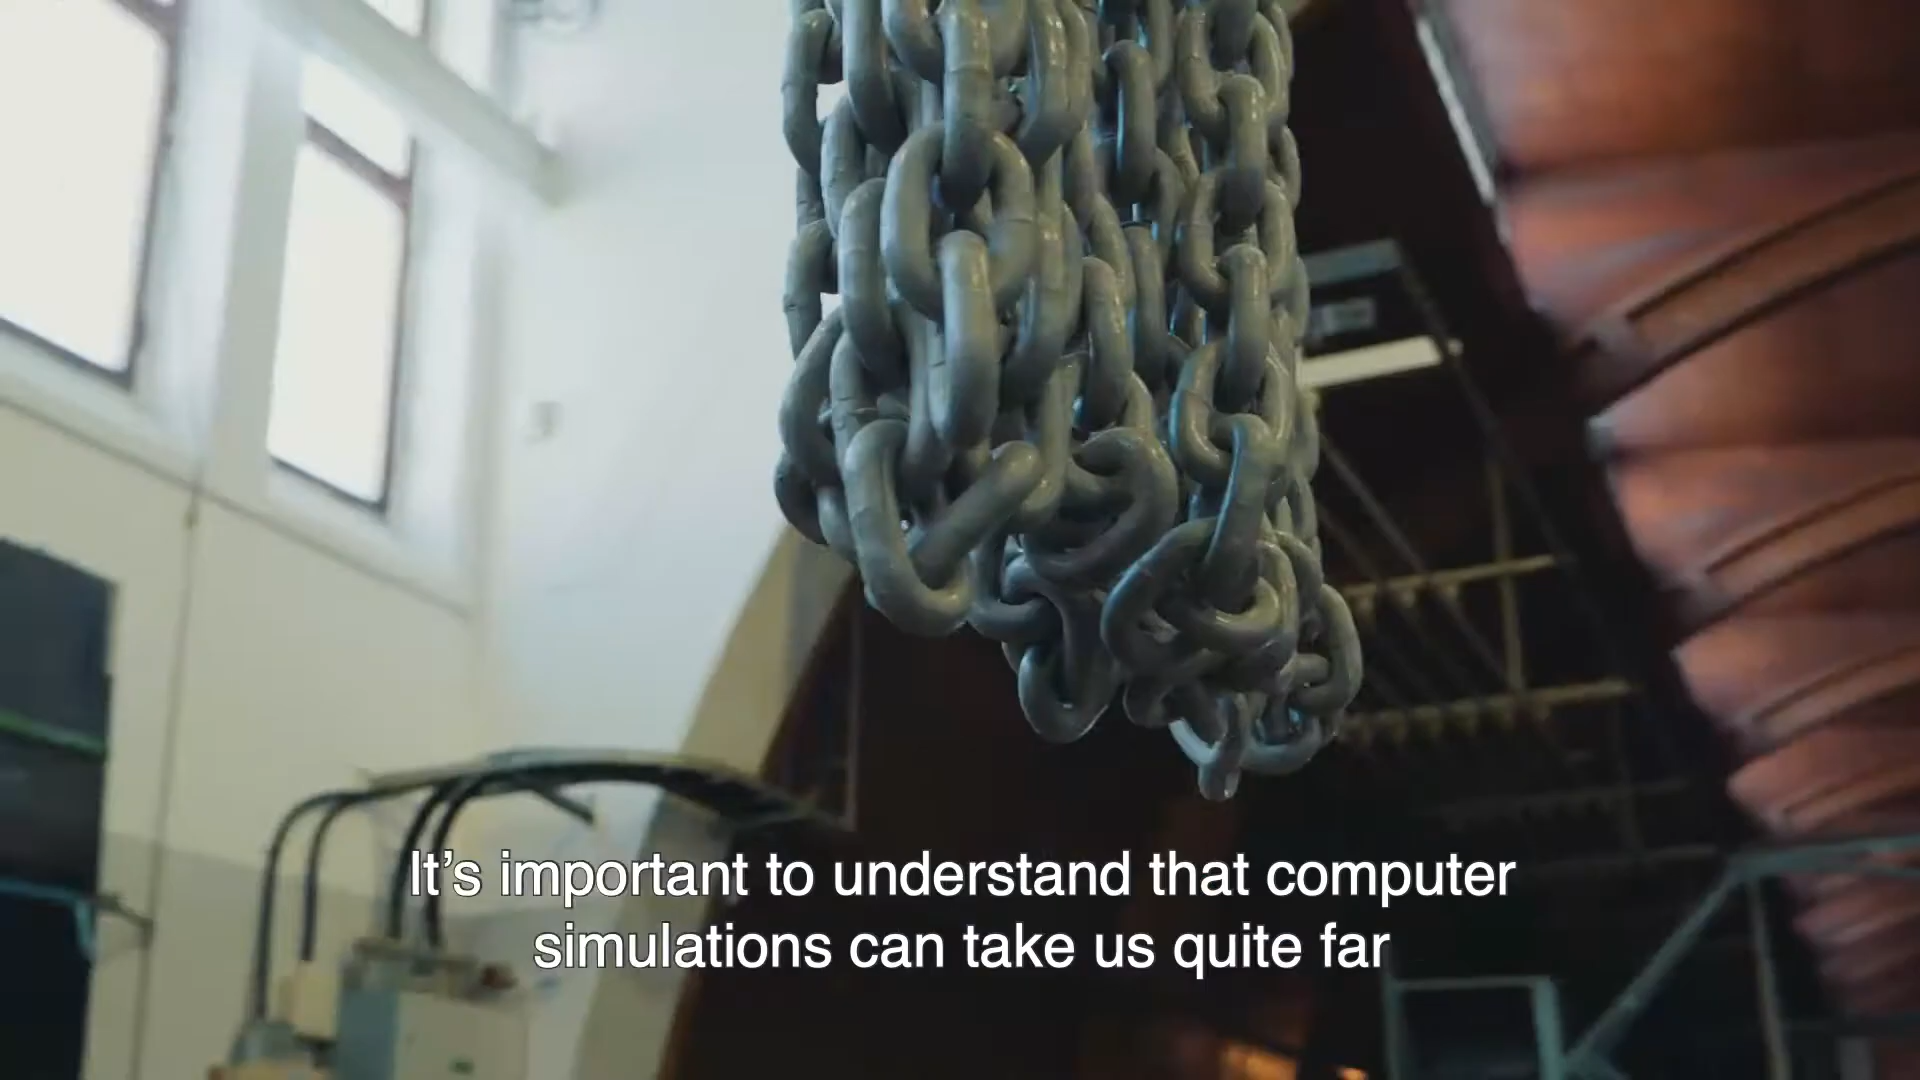 It’s important to understand that computer
simulations can take us quite far